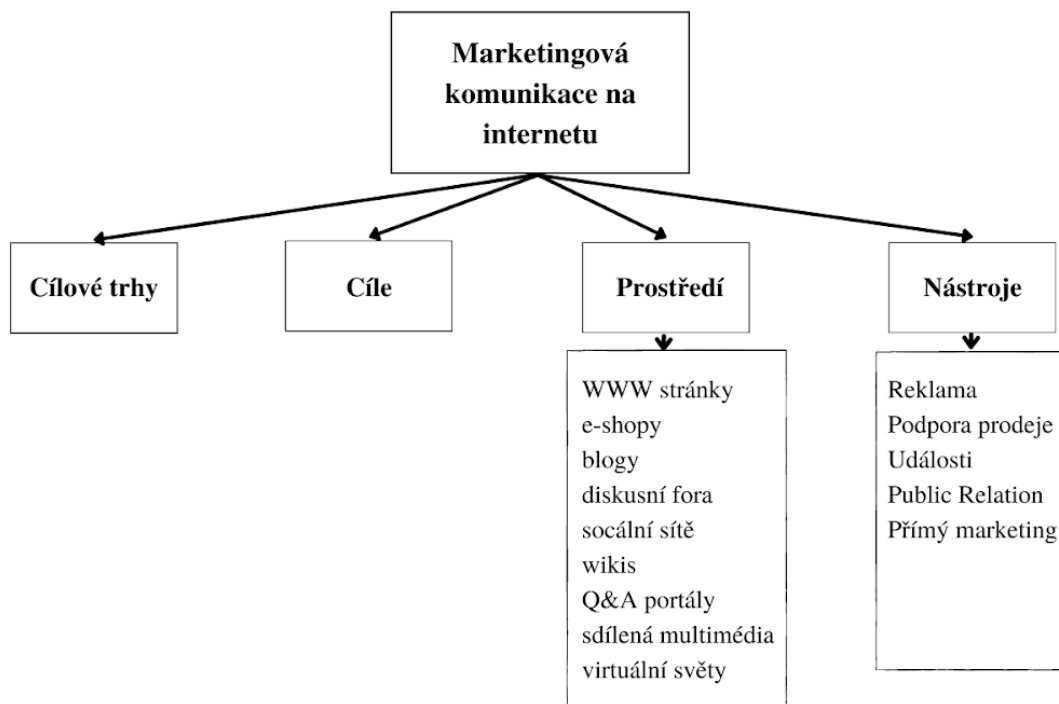 Marketingová
komunikace na
internetu
Cílové trhy
Cíle
Prostředí
Nástroje
WWW stránky
e-shopy
blogy
diskusní fora
socální sítě
wikis
Q&A portály
sdílená multimédia
virtuální světy
Reklama
Podpora prodeje
Události
Public Relation
Přímý marketing